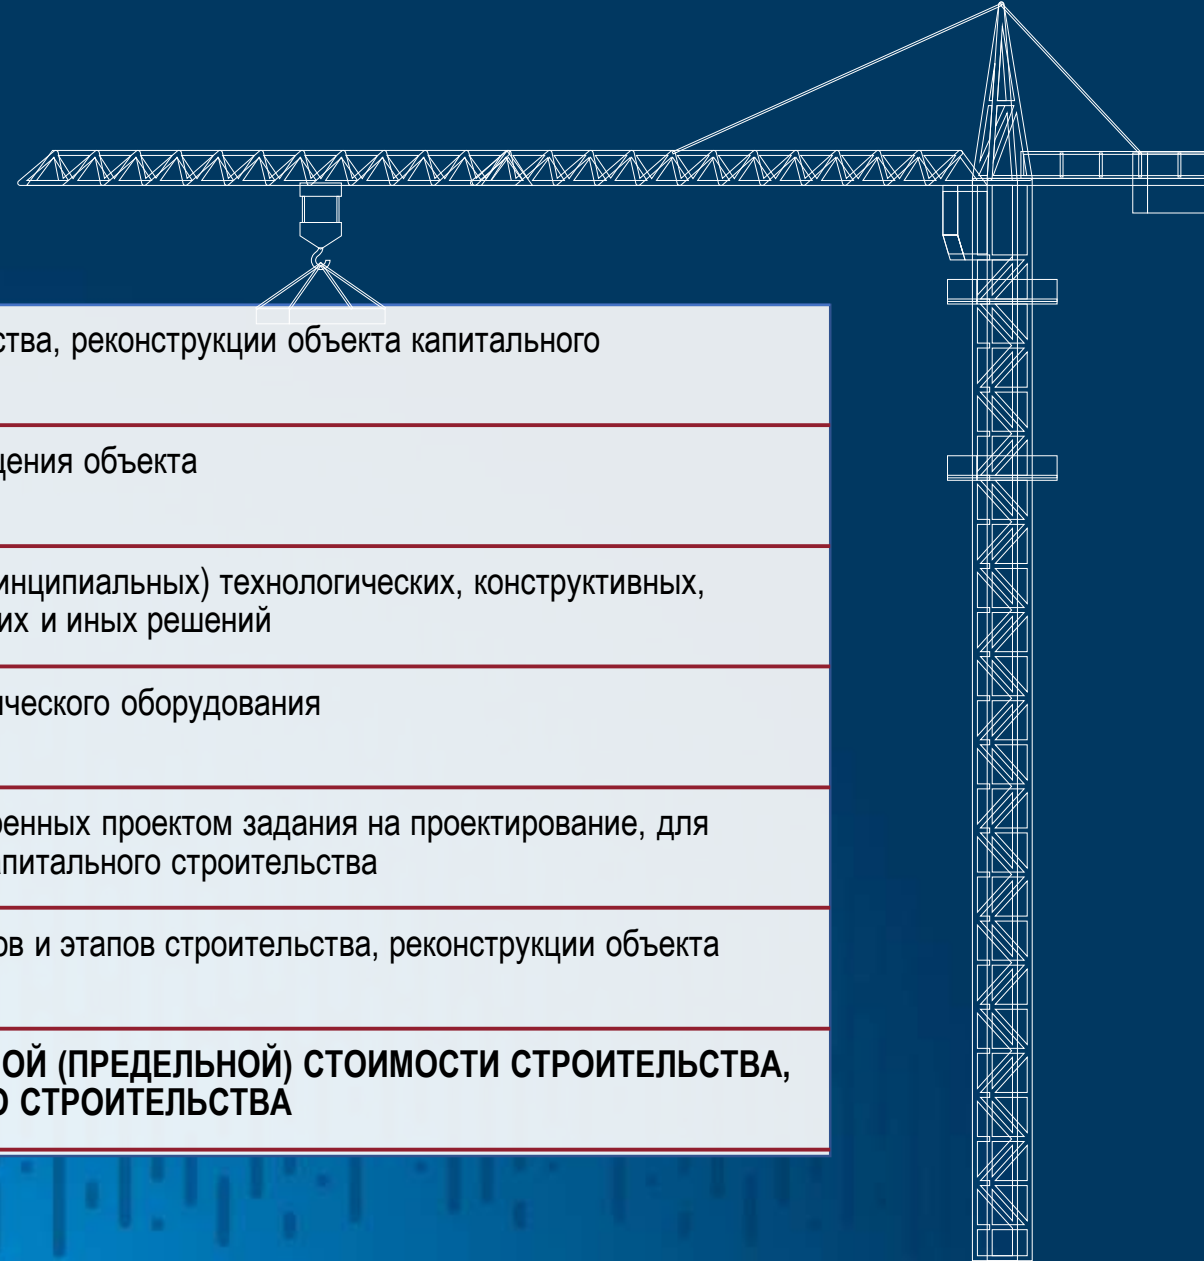 ства, реконструкции объекта капитального
щения объекта
инципиальных) технологических, конструктивных,
их и иных решений
ического оборудования
ренных проектом задания на проектирование, для
апитального строительства
ов и этапов строительства, реконструкции объекта
ОЙ (ПРЕДЕЛЬНОЙ) СТОИМОСТИ СТРОИТЕЛЬСТВА,
О СТРОИТЕЛЬСТВА